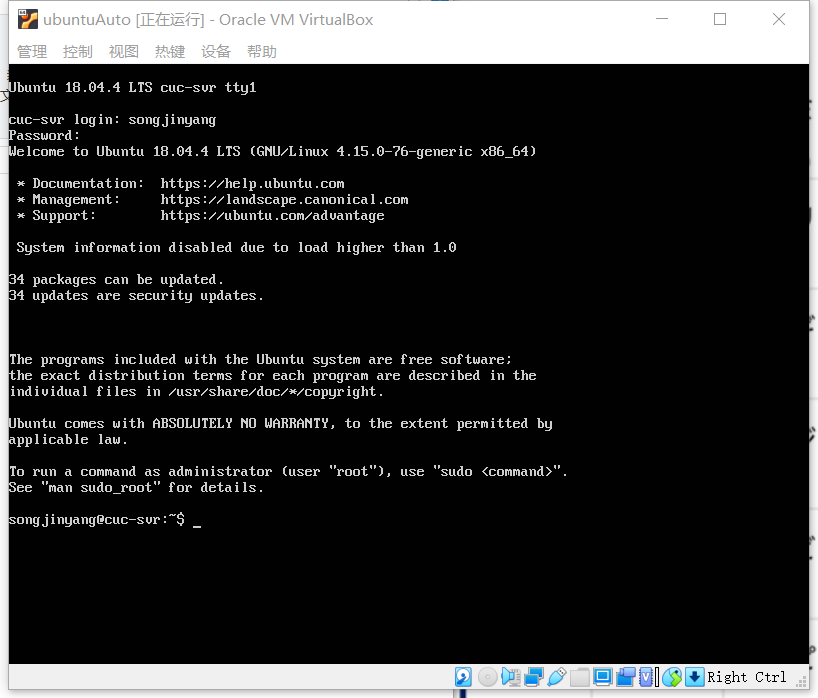 ubuntuAuto [正在运行] - Oracle VM VirtualBox
管理 控制 视图 热键 设备 帮助
Ubuntu 18.04.4 LTS cuc-svr tty1
cuc-svr login: songjinyang
Password:
Welcome to Ubuntu 18.04.4 LTS (GNU/Linux 4.15.0-76-generic x86_64)
* Documentation:  https://help.ubuntu.com
* Management:     https://landscape.canonical.com
* Support:        https://ubuntu.com/advantage
System information disabled due to load higher than 1.0
34 packages can be updated.
34 updates are security updates.
The programs included with the Ubuntu system are free software;
the exact distribution terms for each program are described in the
individual files in /usr/share/doc/*/copyright.
Ubuntu comes with ABSOLUTELY NO WARRANTY, to the extent permitted by
applicable law.
To run a command as administrator (user "root"), use "sudo <command>".
See "man sudo_root" for details.
songjinyang@cuc-svr:~$ _
Right Ctrl